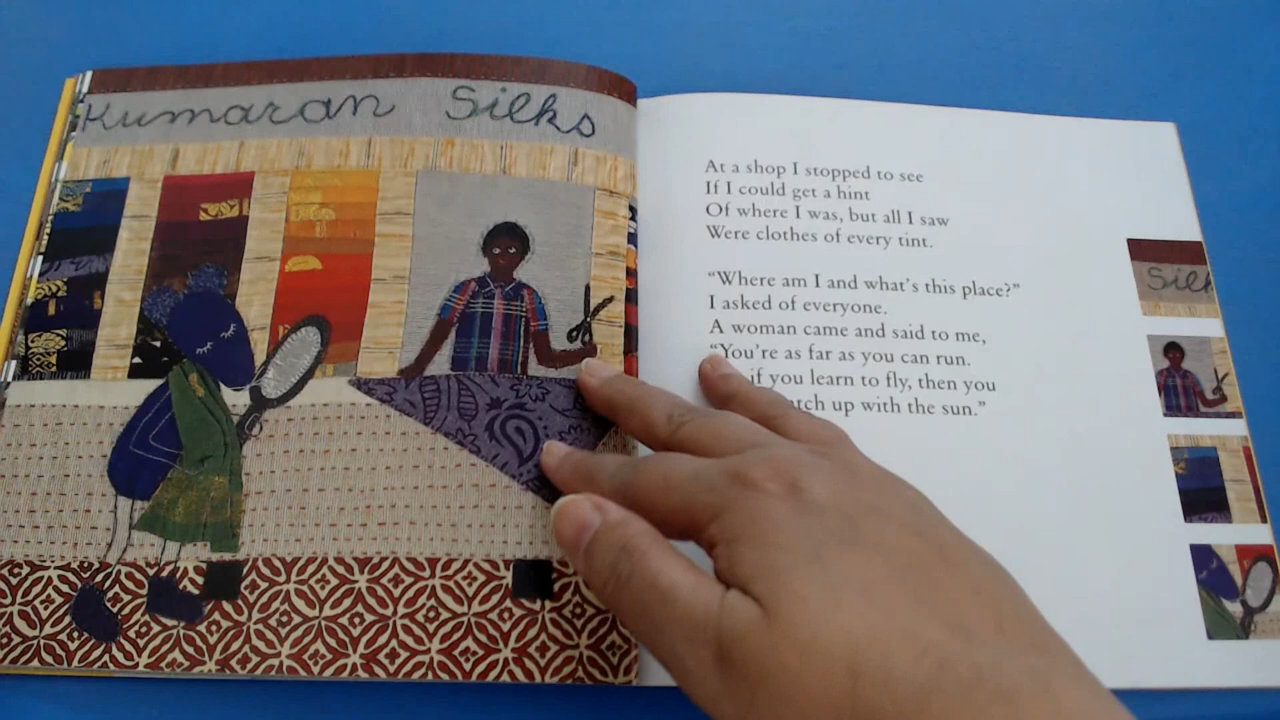 Kumaran Silks
At a shop I stopped to see
If I could get a hint
Of where I was, but all I saw
Were clothes of every tint.
“Where am I and what’s this place?”
I asked of everyone.
A woman came and said to me,
“You’re as far as you can run.
if you learn to fly, then you
up with the sun.”
Silk